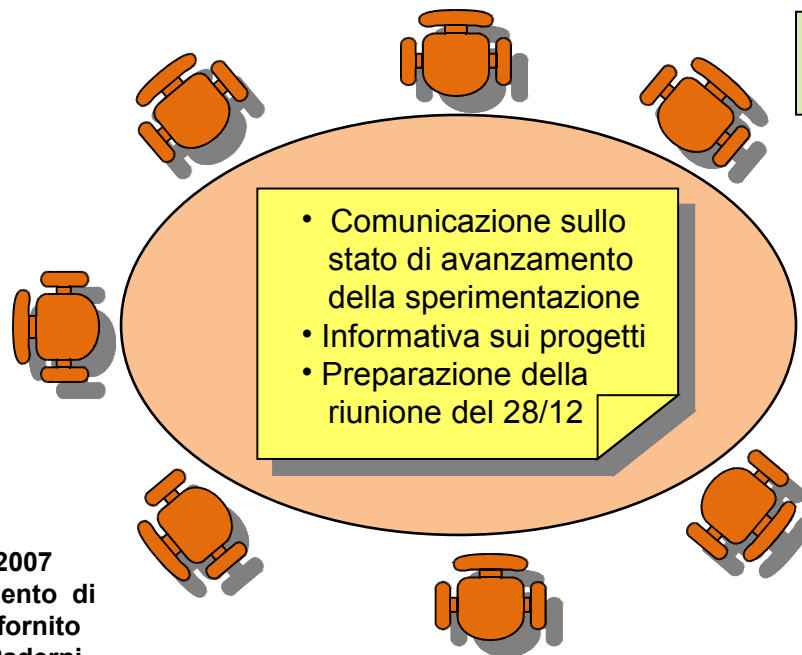 • Comunicazione sullo
stato di avanzamento
della sperimentazione
• Informativa sui progetti
• Preparazione della
riunione del 28/12
2007
ento di
fornito